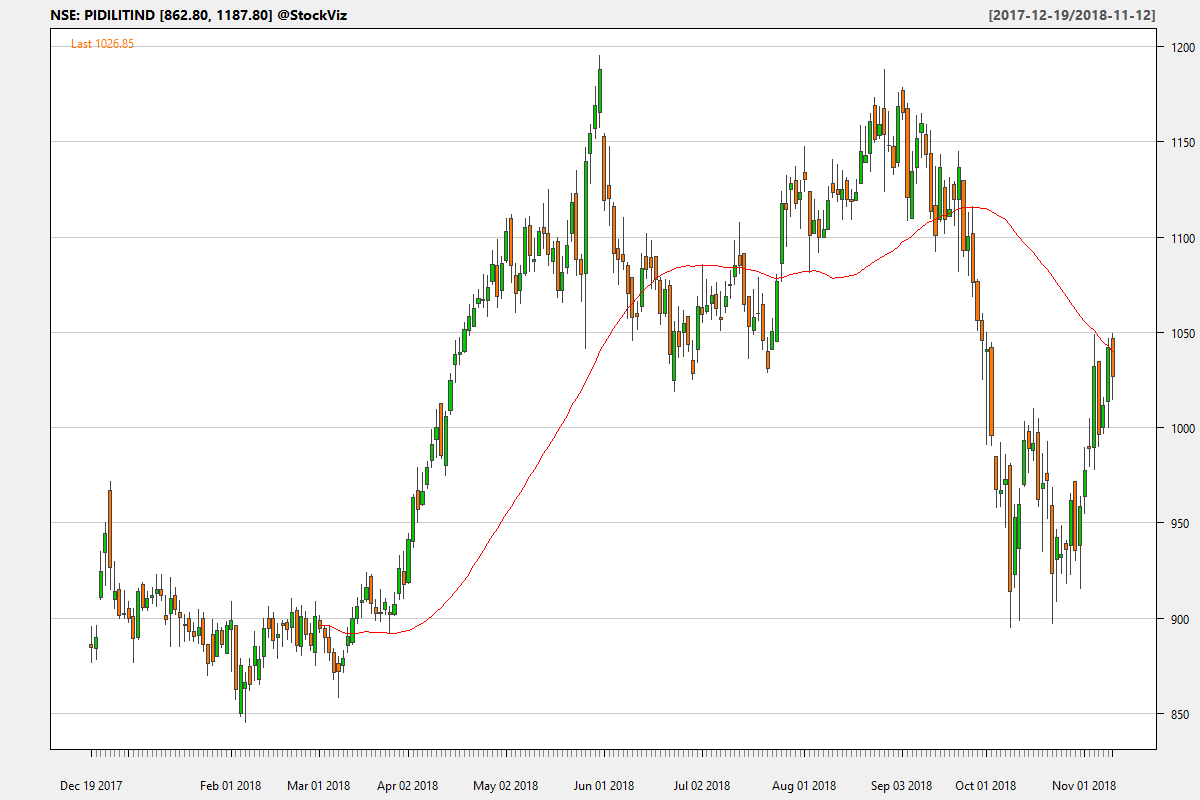 NSE: PIDILITIND [862.80, 1187.80] @StockViz
[2017-12-19/2018-11-12]
Last 1026.85
1200
1150
1100
1050
1000
950
900
850
Dec 19 2017
Feb 01 2018
Mar 01 2018
Apr 02 2018
May 02 2018
Jun 01 2018
Jul 02 2018
Aug 01 2018
Sep 03 2018
Oct 01 2018
Nov 01 2018